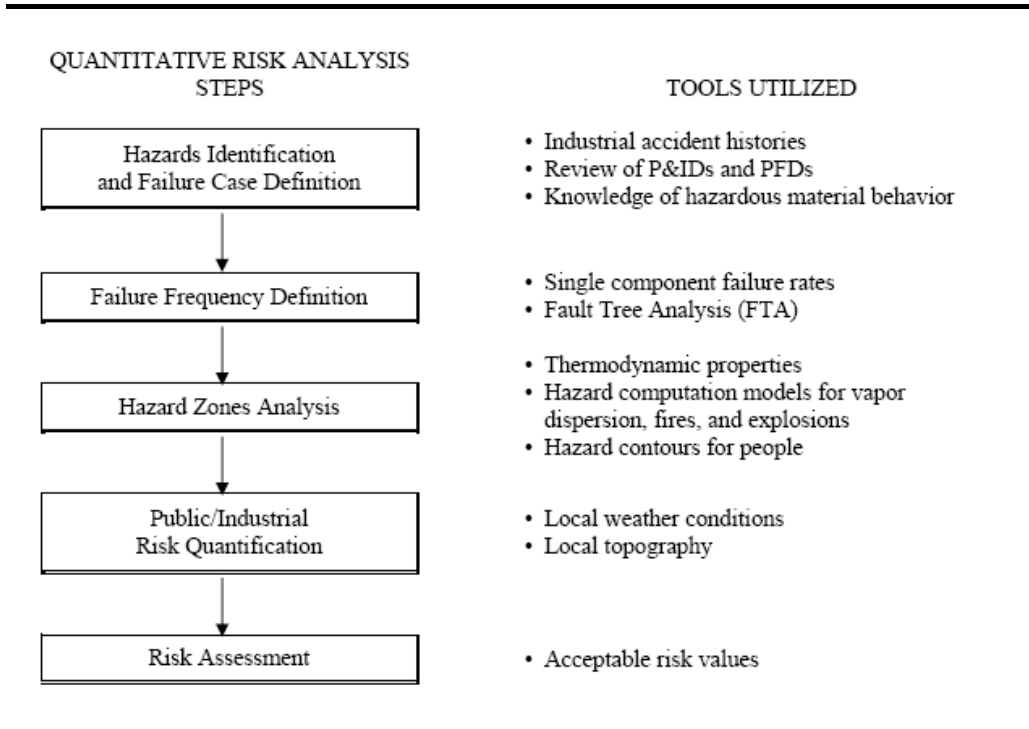 QUANTITATIVE RISK ANALYSIS
STEPS
TOOLS UTILIZED
Hazards Identification
and Failure Case Definition
• Industrial accident histories
• Review of P&IDs and PFDs
• Knowledge of hazardous material behavior
Failure Frequency Definition
• Single component failure rates
• Fault Tree Analysis (FTA)
Hazard Zones Analysis
• Thermodynamic properties
• Hazard computation models for vapor
dispersion, fires, and explosions
• Hazard contours for people
Public/Industrial
Risk Quantification
• Local weather conditions
• Local topography
Risk Assessment
• Acceptable risk values